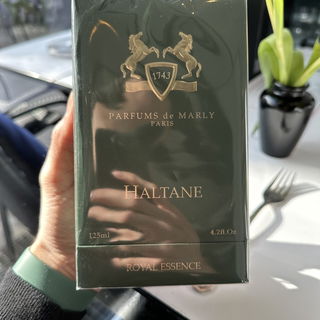 1743
PARFUMS de MARLY
PARIS
HALTANE
125ml 4.2fl.Oz
ROYAL ESSENCE